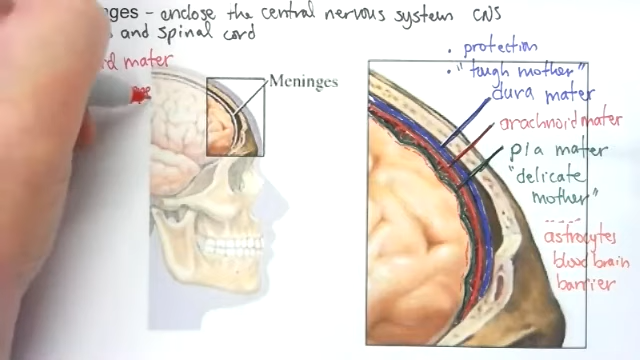 nges - enclose the central nervous system CNS
s and spinal cord
rd mater
Meninges
• protection
• "tough mother"
dura mater
arachnoid mater
pia mater
"delicate
mother"
astrocytes
blood brain
barrier